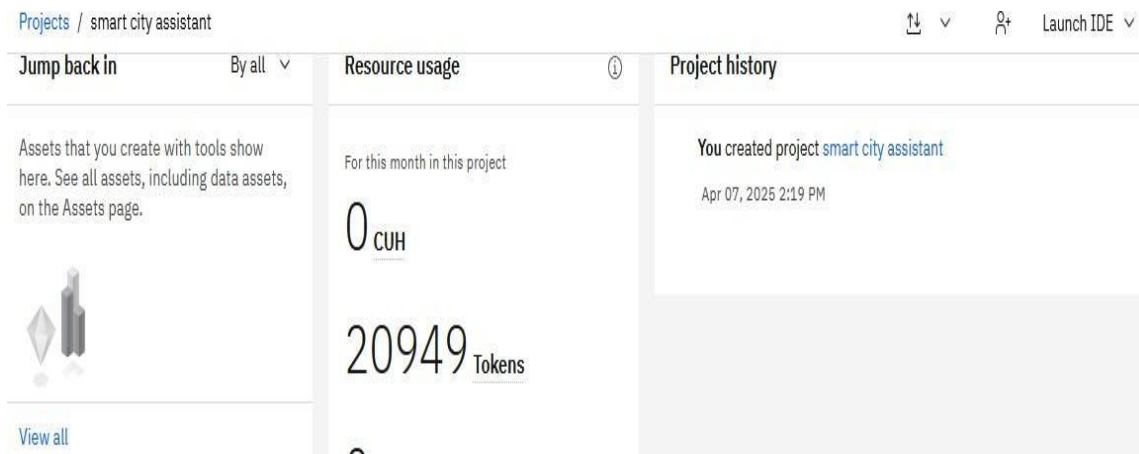 Projects / smart city assistant
Launch IDE
Jump back in
By all
Resource usage
Project history
Assets that you create with tools show
here. See all assets, including data assets,
on the Assets page.
View all
For this month in this project
0 CUH
20949 Tokens
You created project smart city assistant
Apr 07, 2025 2:19 PM